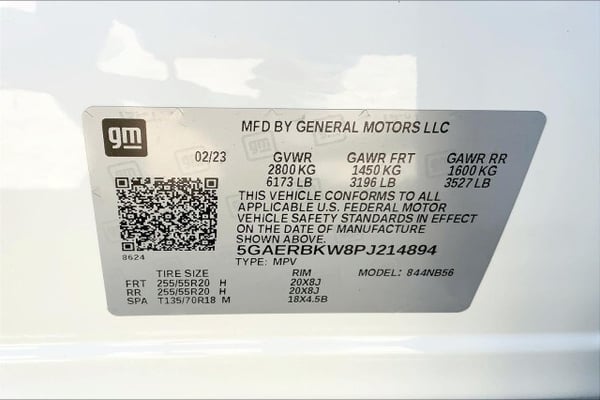 gm
MFD BY GENERAL MOTORS LLC
02/23 GVWR GAWR FRT GAWR RR
2800 KG 1450 KG 1600 KG
6173 LB 3196 LB 3527 LB
THIS VEHICLE CONFORMS TO ALL
APPLICABLE U.S. FEDERAL MOTOR
VEHICLE SAFETY STANDARDS IN EFFECT
ON THE DATE OF MANUFACTURE
SHOWN ABOVE.
8624
5GAERBKW8PJ214894
TYPE: MPV
TIRE SIZE RIM MODEL: 844NB56
FRT 255/55R20 H 20X8J
RR 255/55R20 H 20X8J
SPA T135/70R18 M 18X4.5B